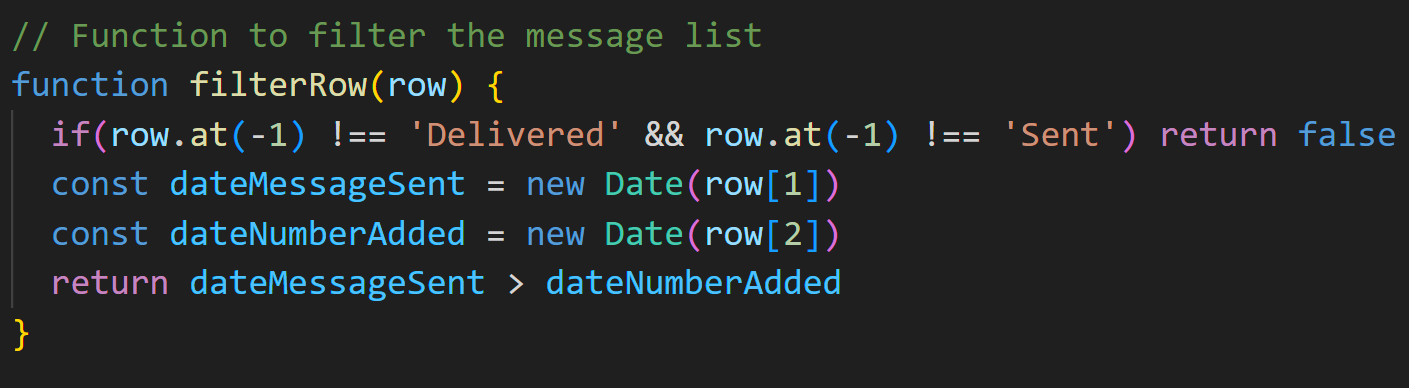 // Function to filter the message list
function filterRow(row) {
  if(row.at(-1) !== 'Delivered' && row.at(-1) !== 'Sent') return false
  const dateMessageSent = new Date(row[1])
  const dateNumberAdded = new Date(row[2])
  return dateMessageSent > dateNumberAdded
}